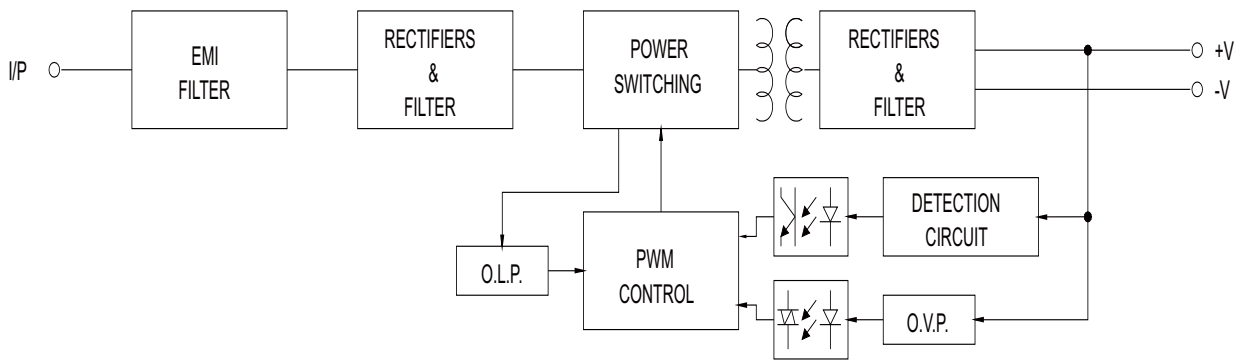 I/P
EMI
FILTER
RECTIFIERS
&
FILTER
POWER
SWITCHING
RECTIFIERS
&
FILTER
+V
-V
DETECTION
CIRCUIT
O.L.P.
PWM
CONTROL
O.V.P.